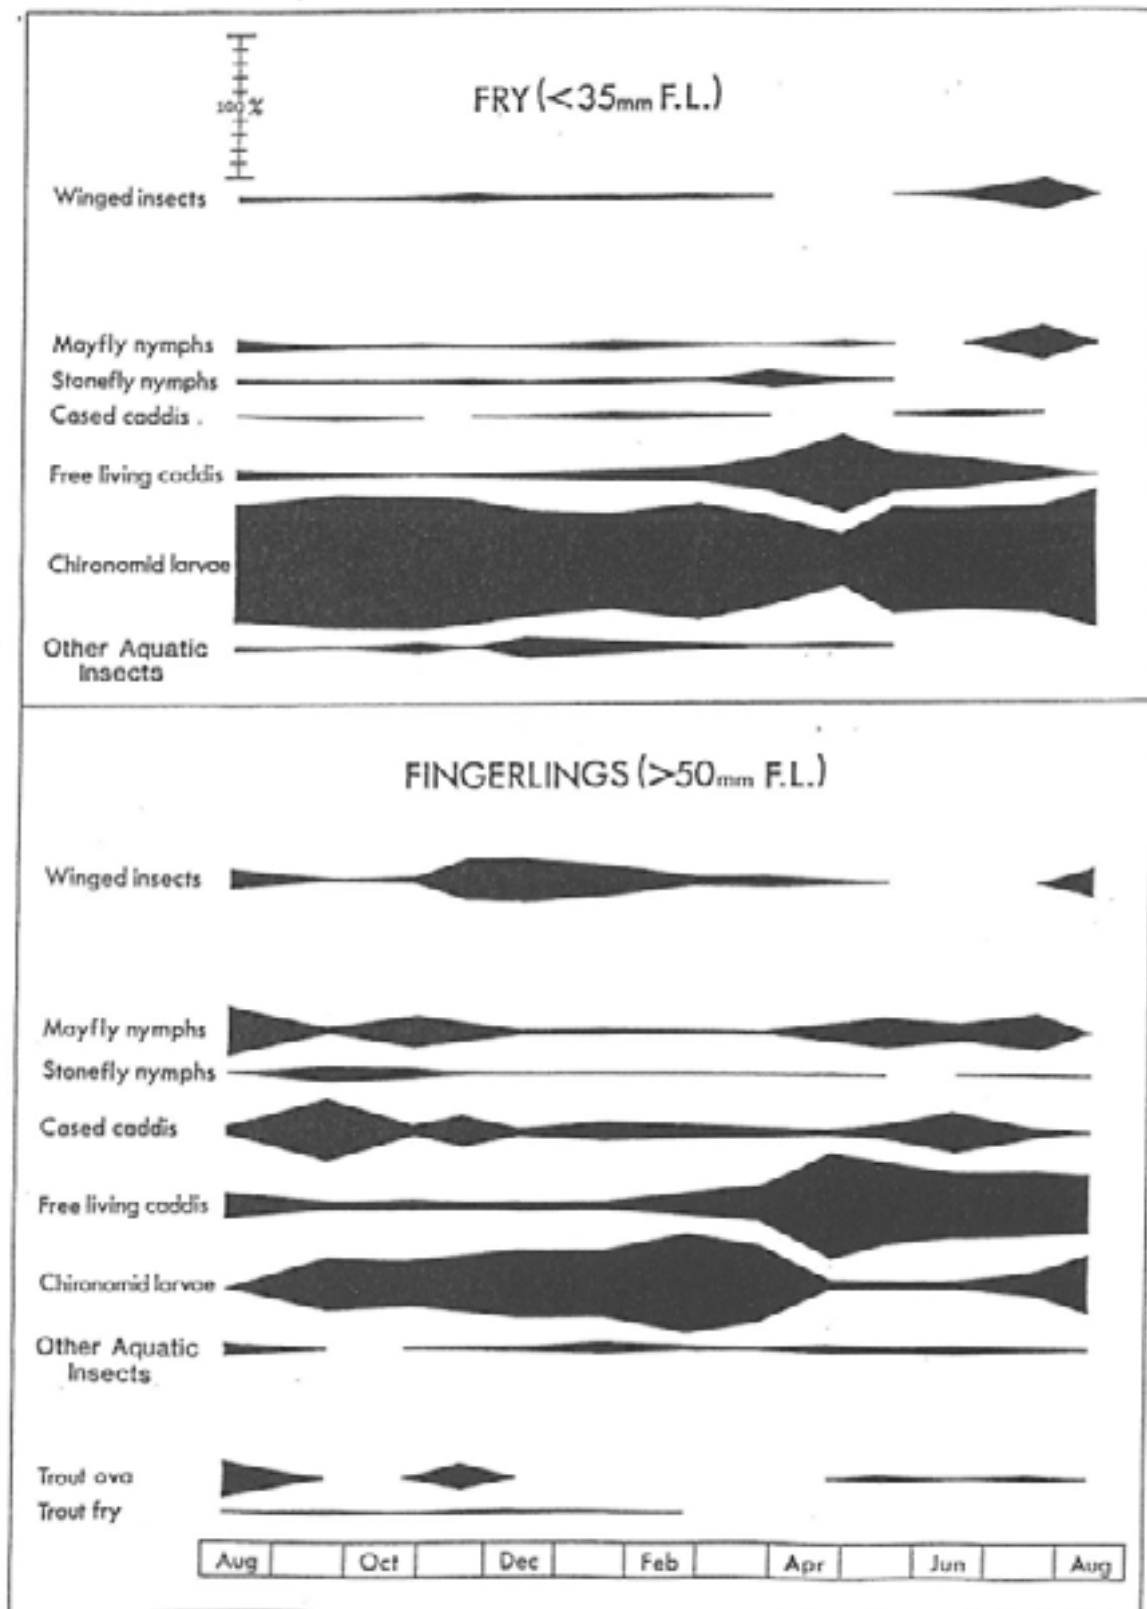 FRY (<35mm F.L.)
100%
Winged insects
Mayfly nymphs
Stonefly nymphs
Cased caddis .
Free living caddis
Chironomid larvae
Other Aquatic
Insects
FINGERLINGS (>50mm F.L.)
Winged insects
Mayfly nymphs
Stonefly nymphs
Cased caddis
Free living caddis
Chironomid larvae
Other Aquatic
Insects
Trout ova
Trout fry
Aug Oct Dec Feb Apr Jun Aug